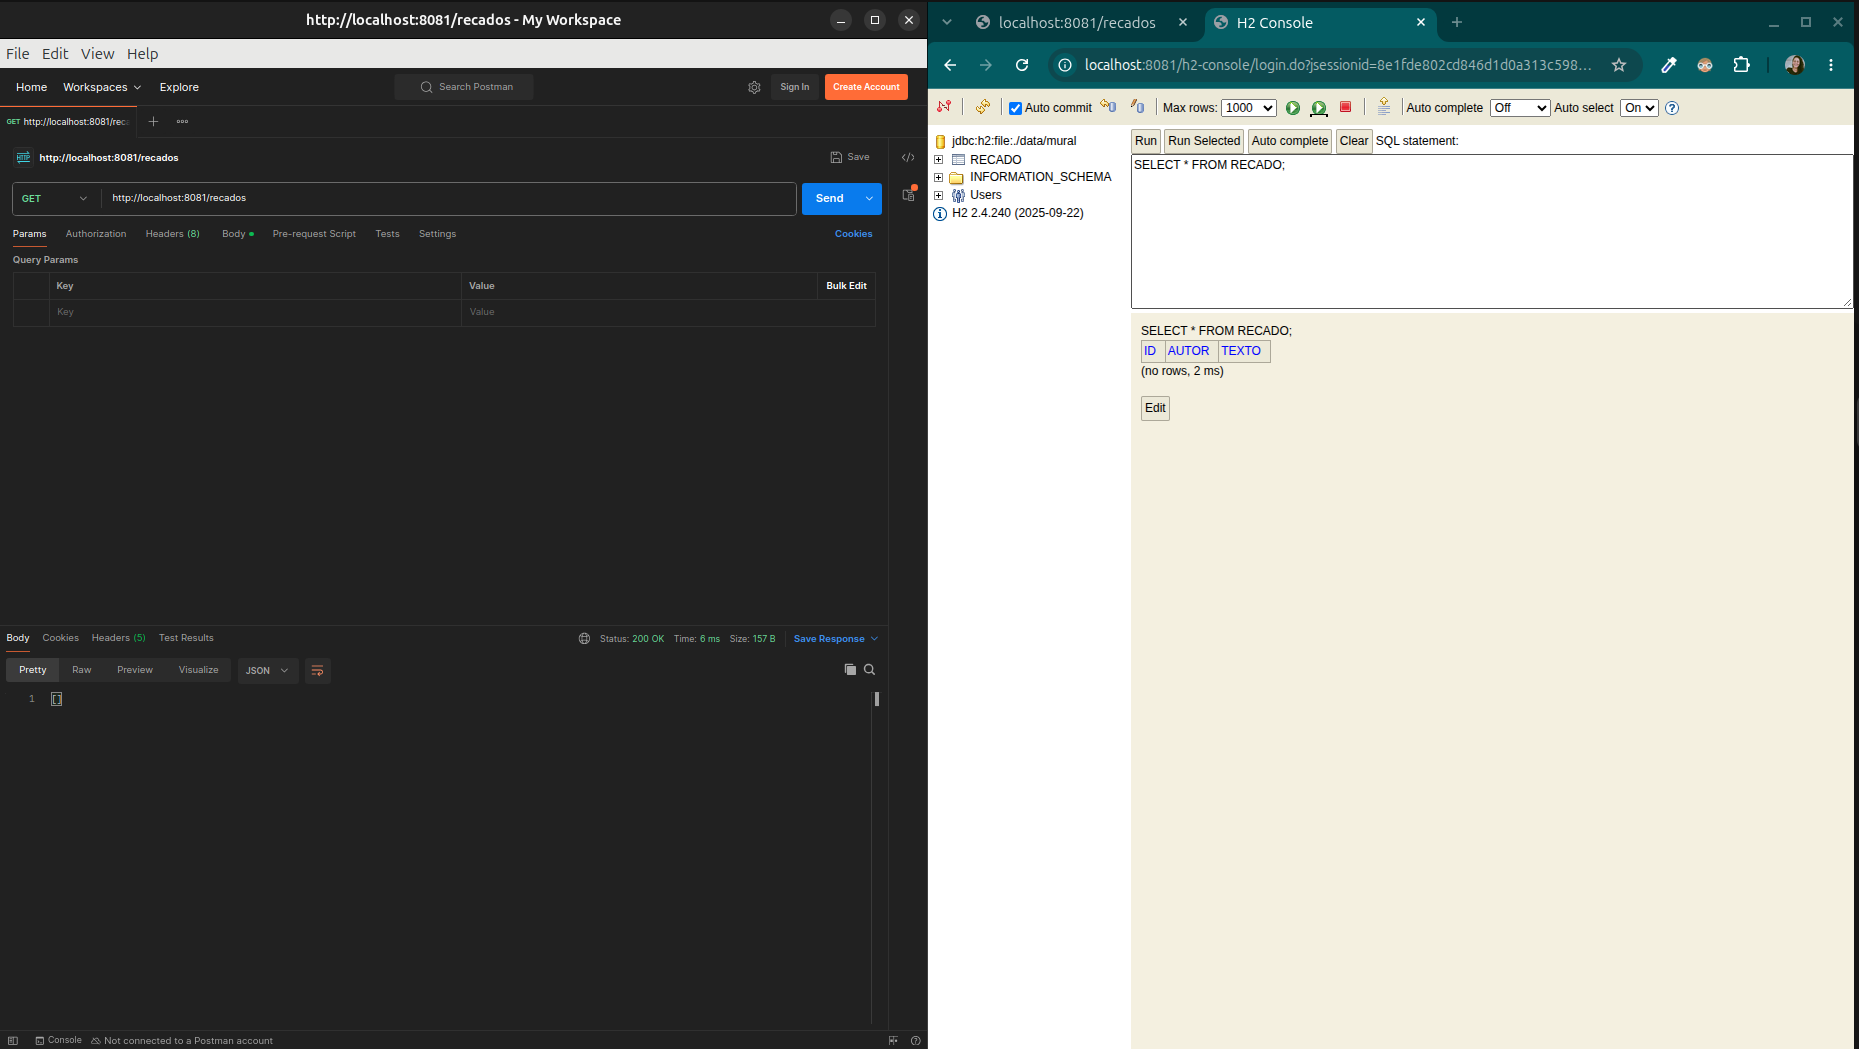 http://localhost:8081/recados - My Workspace
File Edit View Help
Home Workspaces Explore Search Postman Sign In Create Account
GET http://localhost:8081/reca
HTTP http://localhost:8081/recados Save
GET http://localhost:8081/recados Send
Params Authorization Headers (8) Body Pre-request Script Tests Settings Cookies
Query Params
Key Value Bulk Edit
Key Value
Body Cookies Headers (5) Test Results Status: 200 OK Time: 6 ms Size: 157 B Save Response
Pretty Raw Preview Visualize JSON
1 []
Console Not connected to a Postman account
localhost:8081/recados H2 Console
localhost:8081/h2-console/login.do?jsessionid=8e1fde802cd846d1d0a313c598...
Auto commit Max rows: 1000 Auto complete Off Auto select On
jdbc:h2:file:./data/mural
RECADO
INFORMATION_SCHEMA
Users
H2 2.4.240 (2025-09-22)
Run Run Selected Auto complete Clear SQL statement:
SELECT * FROM RECADO;
SELECT * FROM RECADO;
ID AUTOR TEXTO
(no rows, 2 ms)
Edit